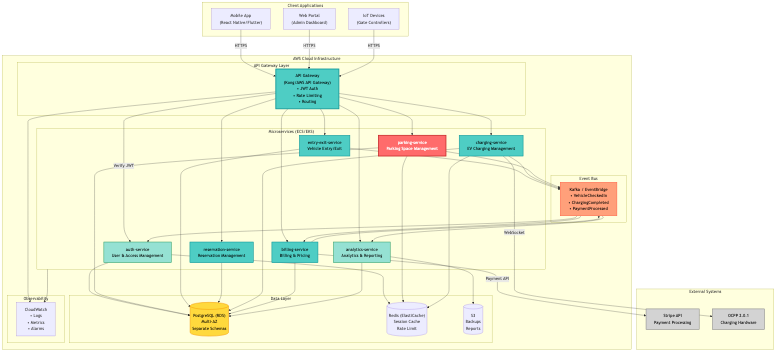 Client Applications
Mobile App
(React Native/Flutter)
Web Portal
(Admin Dashboard)
IoT Devices
(Gate Controllers)
HTTPS
HTTPS
HTTPS
AWS Cloud Infrastructure
API Gateway Layer
API Gateway
(Kong/AWS API Gateway)
• JWT Auth
• Rate Limiting
• Routing
Microservices (ECS/EKS)
entry-exit-service
Vehicle Entry/Exit
parking-service
Parking Space Management
charging-service
EV Charging Management
Verify JWT
Event Bus
Kafka / EventBridge
• VehicleCheckedIn
• ChargingCompleted
• PaymentProcessed
WebSocket
auth-service
User & Access Management
reservation-service
Reservation Management
billing-service
Billing & Pricing
analytics-service
Analytics & Reporting
Payment API
External Systems
Stripe API
Payment Processing
OCPP 2.0.1
Charging Hardware
Observability
CloudWatch
• Logs
• Metrics
• Alarms
Data Layer
PostgreSQL (RDS)
Multi-AZ
Separate Schemas
Redis (ElastiCache)
Session Cache
Rate Limit
S3
Backups
Reports